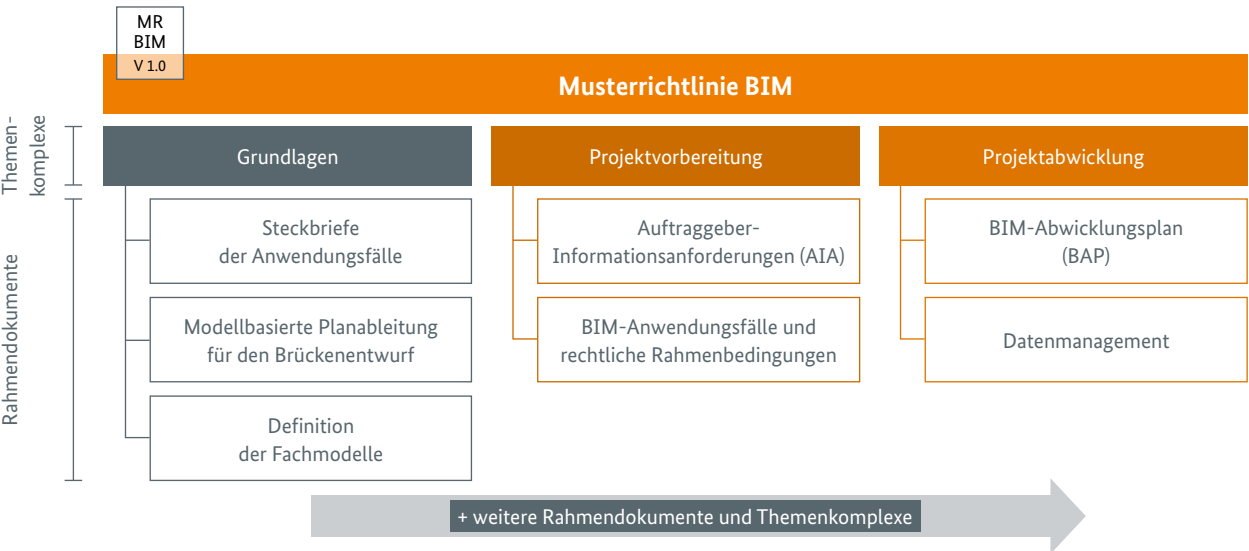 MR
BIM
V 1.0
Musterrichtlinie BIM
Themen-
komplexe
Grundlagen
Projektvorbereitung
Projektabwicklung
Rahmendokumente
Steckbriefe
der Anwendungsfälle
Modellbasierte Planableitung
für den Brückenentwurf
Definition
der Fachmodelle
Auftraggeber-
Informationsanforderungen (AIA)
BIM-Anwendungsfälle und
rechtliche Rahmenbedingungen
BIM-Abwicklungsplan
(BAP)
Datenmanagement
+ weitere Rahmendokumente und Themenkomplexe